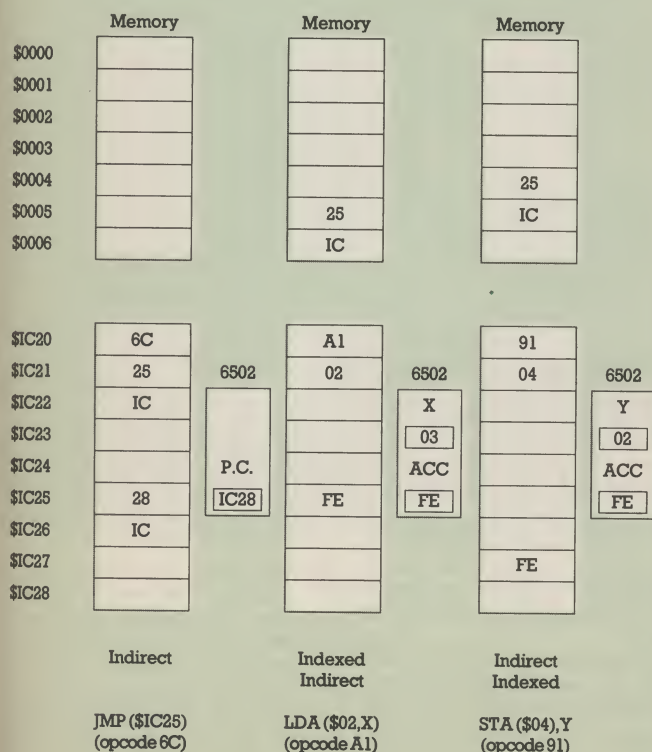 Memory Memory Memory
$0000
$0001
$0002
$0003
$0004 25
$0005 25 IC
$0006 IC
$IC20 6C A1 91
$IC21 25 6502 02 6502 04 6502
$IC22 IC X Y
$IC23 03 02
$IC24 P.C. ACC ACC
$IC25 28 IC28 FE FE FE
$IC26 IC
$IC27 FE
$IC28
Indirect Indexed Indirect
Indirect Indexed
JMP ($IC25) LDA ($02,X) STA ($04),Y
(opcode 6C) (opcode A1) (opcode 91)